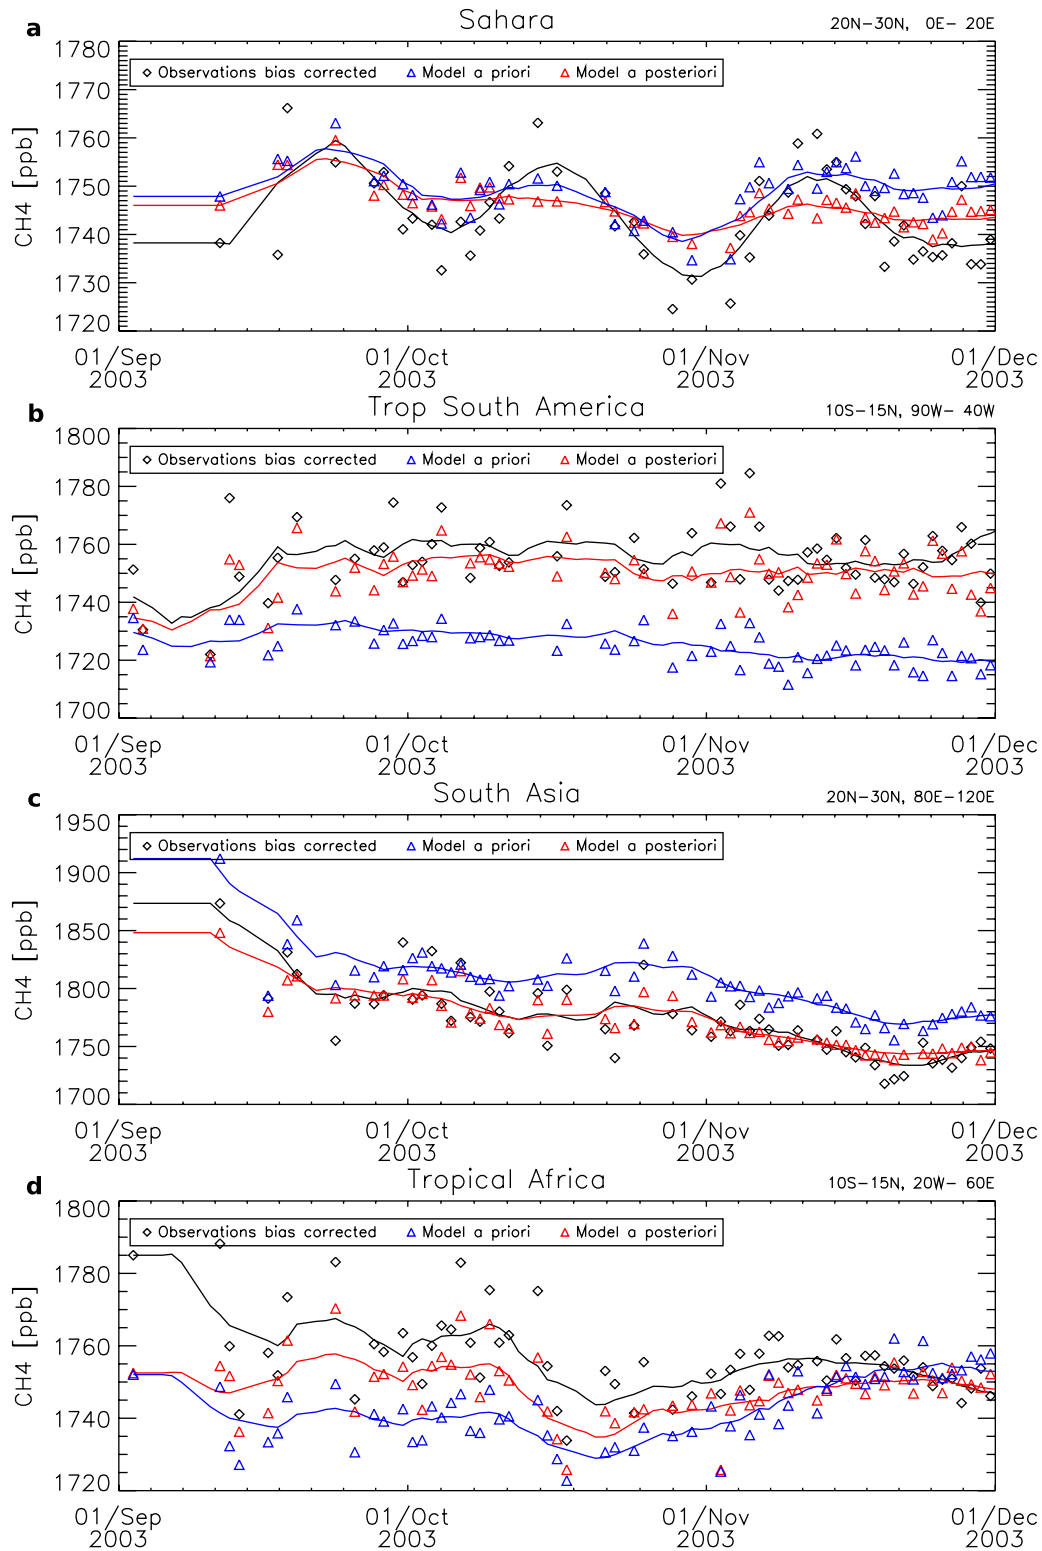 a
Sahara
20N-30N, 0E- 20E
Observations bias corrected
Model a priori
Model a posteriori
CH4 [ppb]
1780
1770
1760
1750
1740
1730
1720
01/Sep
2003
01/Oct
2003
01/Nov
2003
01/Dec
2003
b
Trop South America
10S-15N, 90W- 40W
Observations bias corrected
Model a priori
Model a posteriori
CH4 [ppb]
1800
1780
1760
1740
1720
1700
01/Sep
2003
01/Oct
2003
01/Nov
2003
01/Dec
2003
c
South Asia
20N-30N, 80E-120E
Observations bias corrected
Model a priori
Model a posteriori
CH4 [ppb]
1950
1900
1850
1800
1750
1700
01/Sep
2003
01/Oct
2003
01/Nov
2003
01/Dec
2003
d
Tropical Africa
10S-15N, 20W- 60E
Observations bias corrected
Model a priori
Model a posteriori
CH4 [ppb]
1800
1780
1760
1740
1720
01/Sep
2003
01/Oct
2003
01/Nov
2003
01/Dec
2003